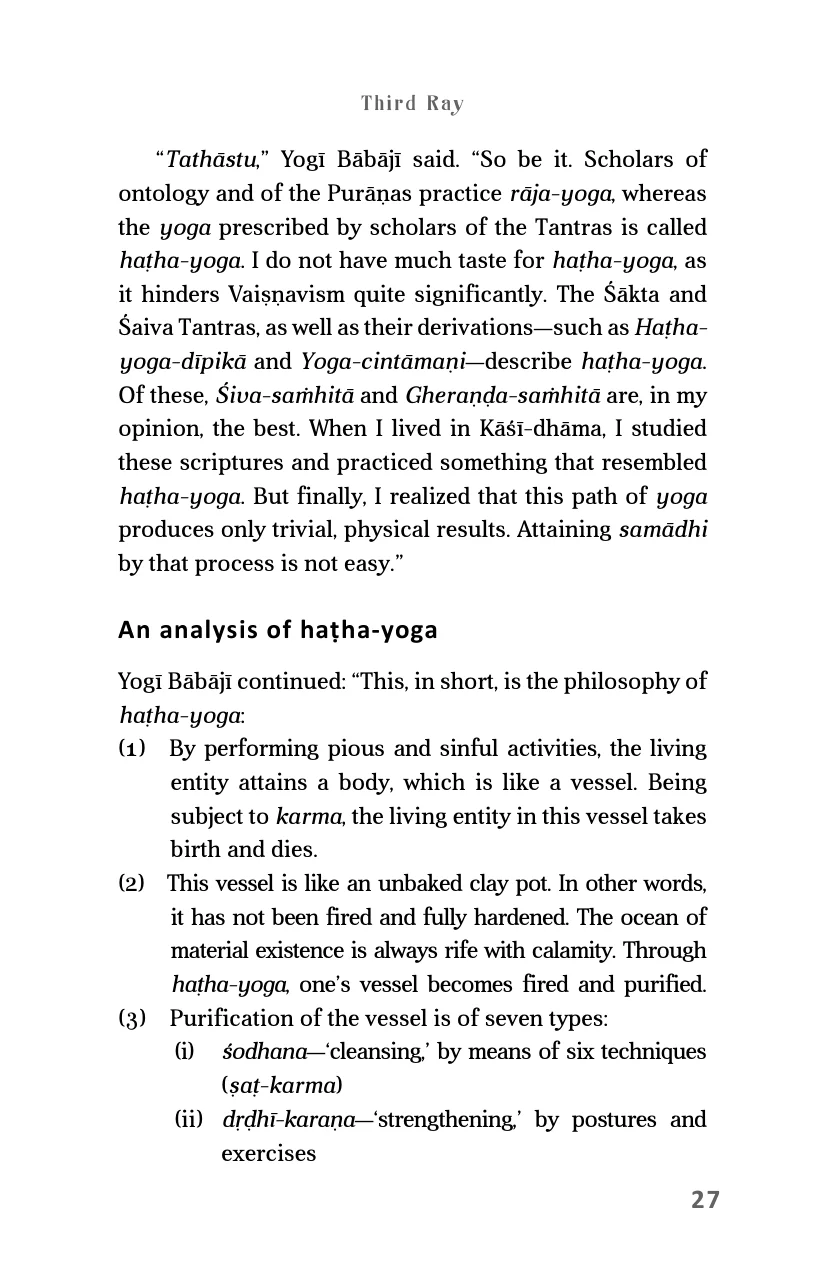 Third Ray
“Tathāstu,” Yogī Bābājī said. “So be it. Scholars of
ontology and of the Purāṇas practice rāja-yoga, whereas
the yoga prescribed by scholars of the Tantras is called
haṭha-yoga. I do not have much taste for haṭha-yoga, as
it hinders Vaiṣṇavism quite significantly. The Śākta and
Śaiva Tantras, as well as their derivations—such as Haṭha-
yoga-dīpikā and Yoga-cintāmaṇi—describe haṭha-yoga.
Of these, Śiva-saṁhitā and Gheraṇḍa-saṁhitā are, in my
opinion, the best. When I lived in Kāśī-dhāma, I studied
these scriptures and practiced something that resembled
haṭha-yoga. But finally, I realized that this path of yoga
produces only trivial, physical results. Attaining samādhi
by that process is not easy.”
An analysis of haṭha-yoga
Yogī Bābājī continued: “This, in short, is the philosophy of
haṭha-yoga:
(1) By performing pious and sinful activities, the living
entity attains a body, which is like a vessel. Being
subject to karma, the living entity in this vessel takes
birth and dies.
(2) This vessel is like an unbaked clay pot. In other words,
it has not been fired and fully hardened. The ocean of
material existence is always rife with calamity. Through
haṭha-yoga, one’s vessel becomes fired and purified.
(3) Purification of the vessel is of seven types:
(i) śodhana—‘cleansing,’ by means of six techniques
(ṣaṭ-karma)
(ii) dṛḍhī-karaṇa—‘strengthening,’ by postures and
exercises
27